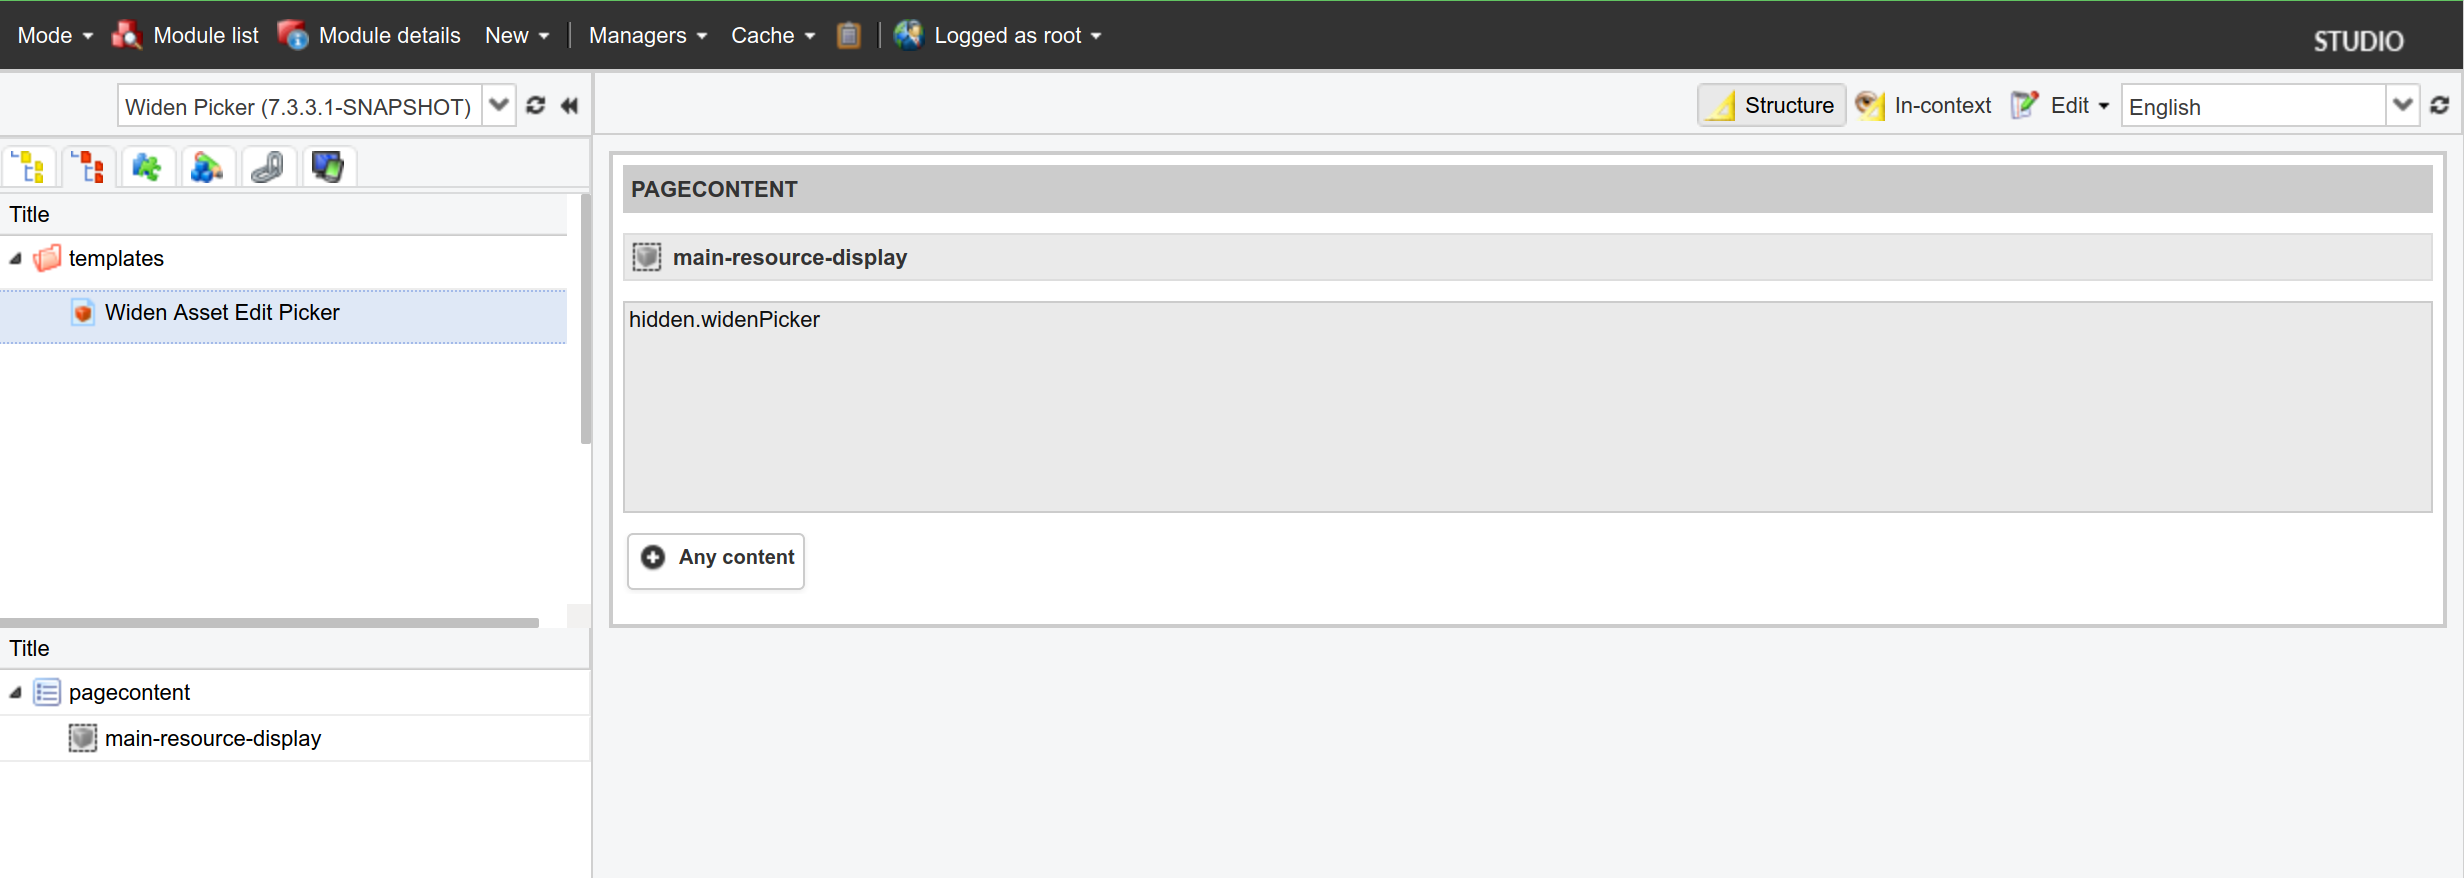 Mode Module list Module details New Managers Cache Logged as root STUDIO
Widen Picker (7.3.3.1-SNAPSHOT) Structure In-context Edit English
Title
templates
Widen Asset Edit Picker
Title
pagecontent
main-resource-display
PAGECONTENT
main-resource-display
hidden.widenPicker
Any content